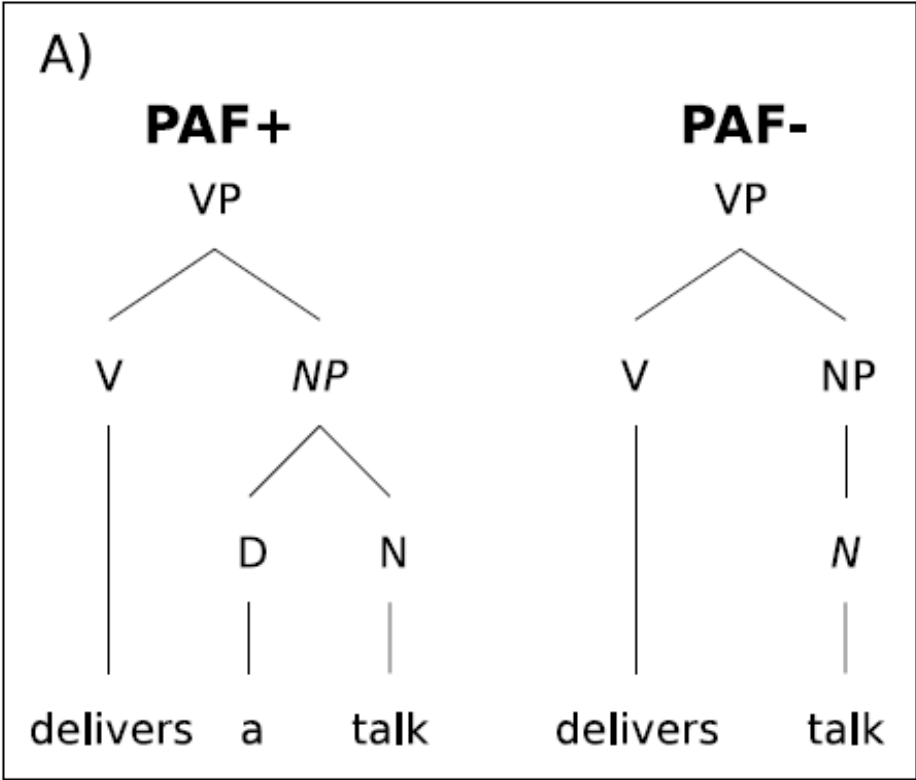 A)
PAF+ PAF-
VP VP
V NP V NP
D N N
delivers a talk delivers talk